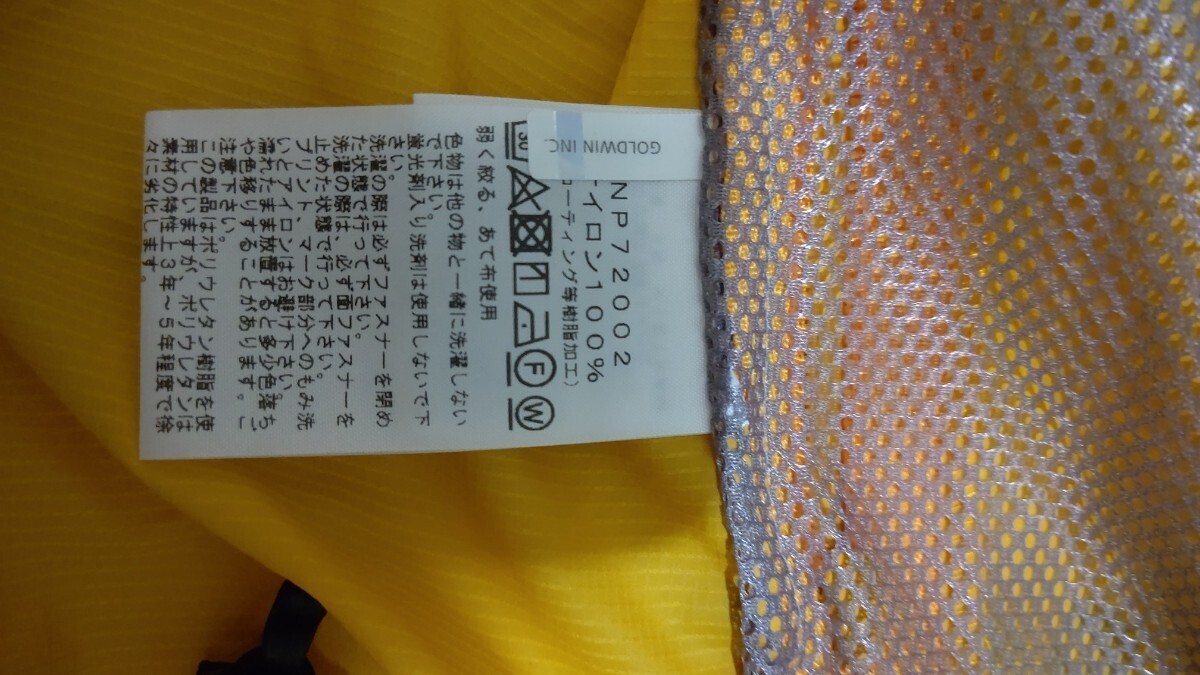 GOLDWIN INC.
NP72002
イロン100%
ーティング等樹脂加工)
30 F W
弱く絞る、あて布使用
色物は他の物と一緒に洗濯しない
で下さい。
蛍光剤入り洗剤は使用しないで下
さい。
洗濯の際は必ずファスナーを閉め
た状態で行って下さい。
洗濯の際は、必ず面ファスナーを
止めた状態で行って下さい。
プリント、マーク部分へのもみ洗
いとアイロンはお避け下さい。
濡れたまま放置すると多少色落ち
や色移りすることがあります。ご
注意下さい。
この製品はポリウレタン樹脂を使
用していますが、ポリウレタンは
素材の特性上3年～5年程度で徐
々に劣化します。